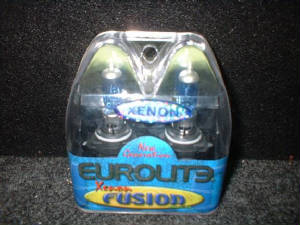 XENON
New
Generation
EUROLITE
Xenon
FUSION